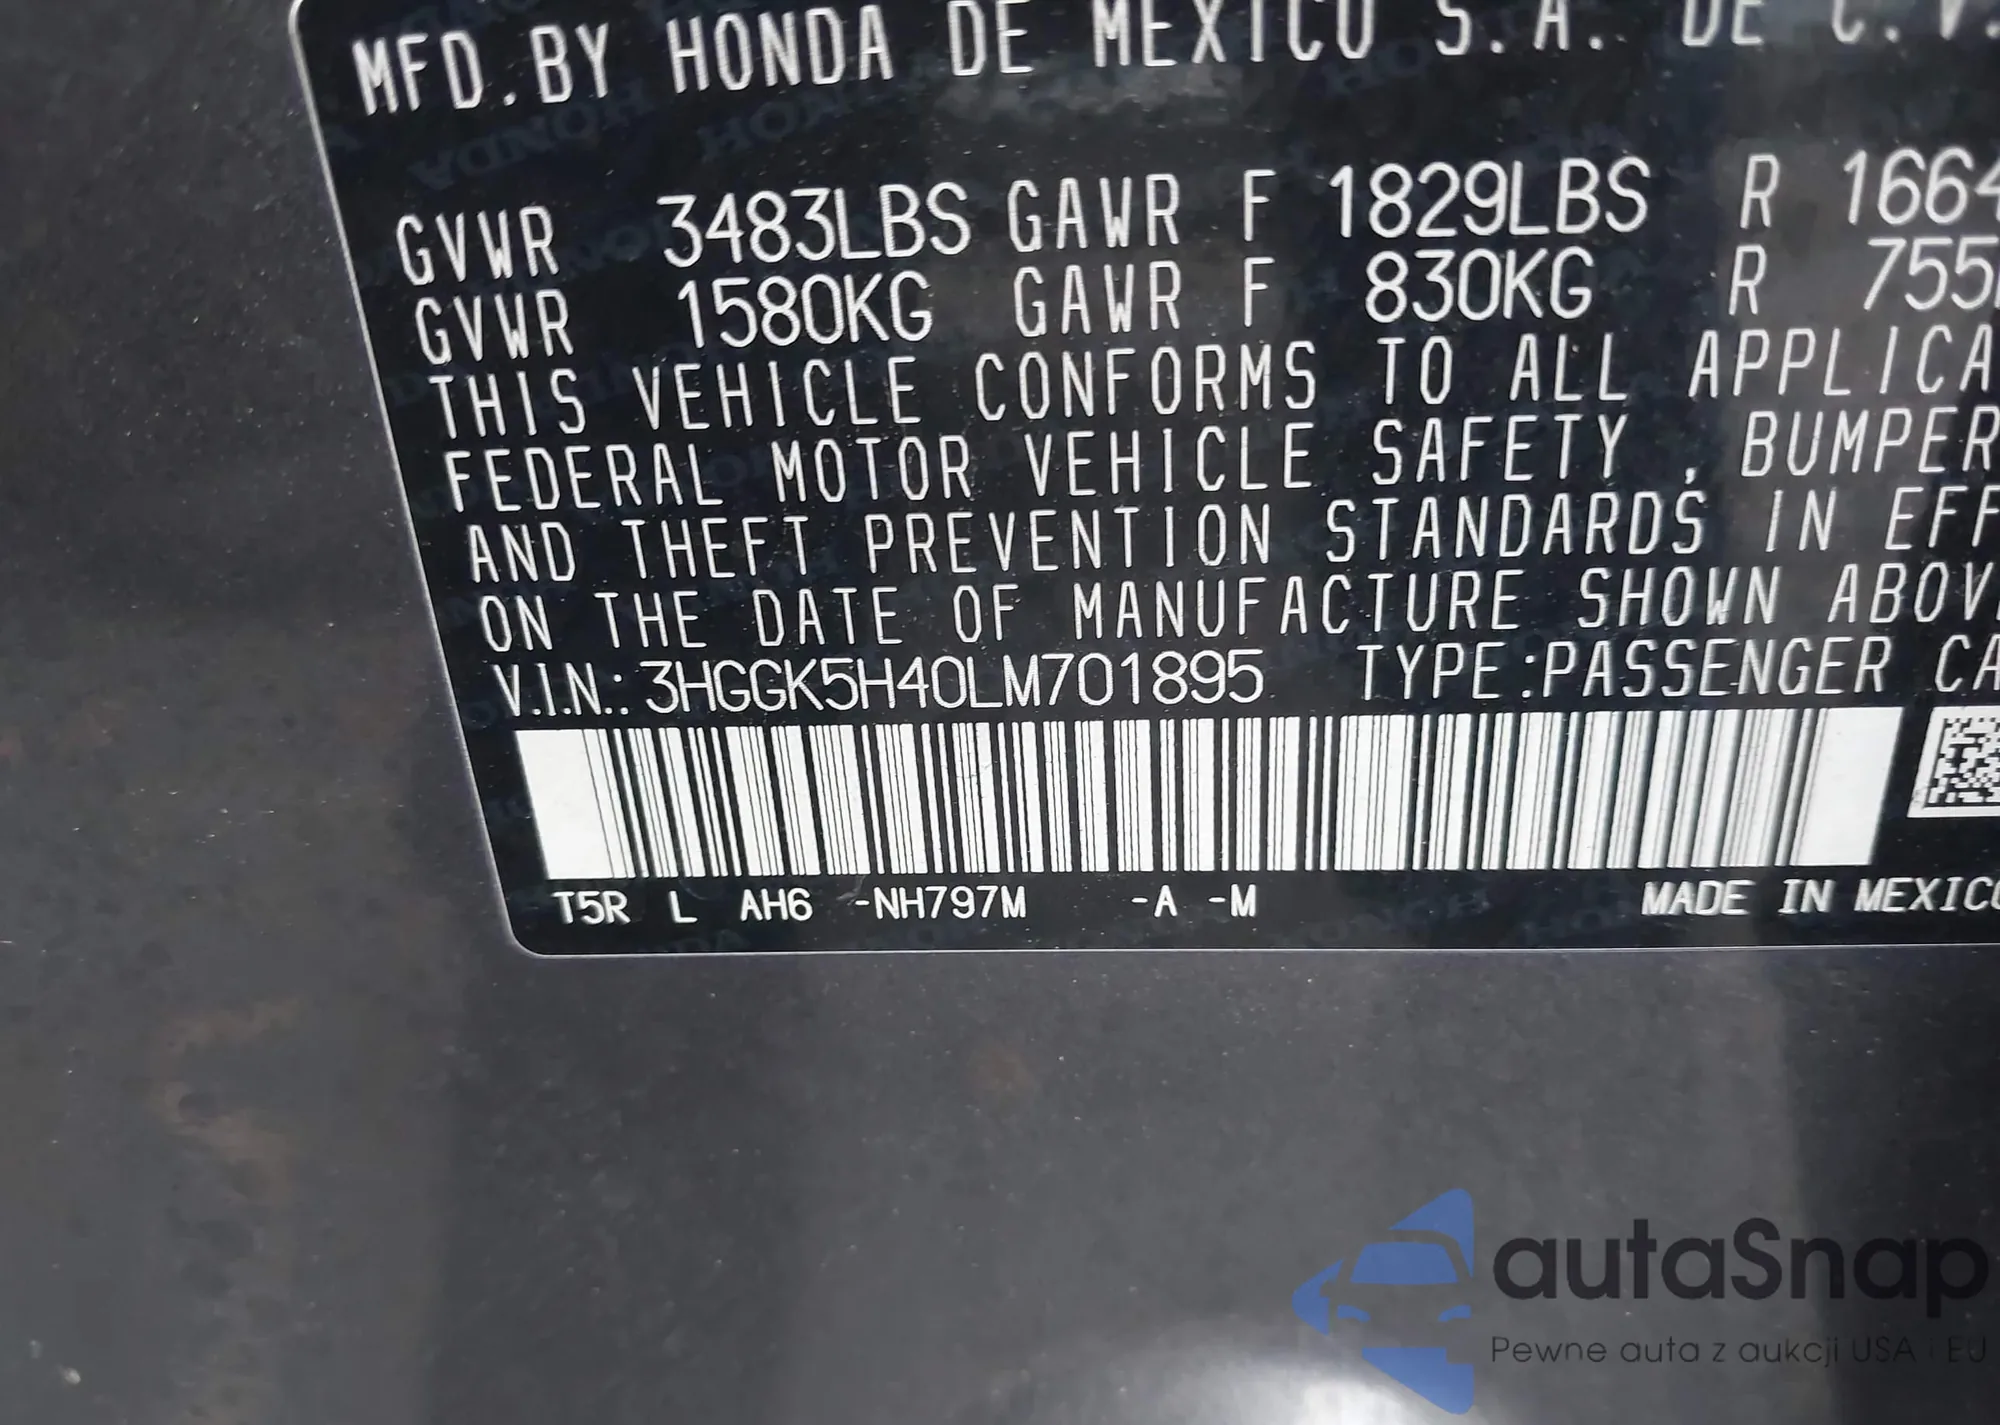 MFD.BY HONDA DE MEXICO S.A. DE C.V.
GVWR 3483LBS GAWR F 1829LBS R 1664
GVWR 1580KG GAWR F 830KG R 755
THIS VEHICLE CONFORMS TO ALL APPLICA
FEDERAL MOTOR VEHICLE SAFETY , BUMPER
AND THEFT PREVENTION STANDARDS IN EFF
ON THE DATE OF MANUFACTURE SHOWN ABOV
V.I.N.: 3HGGK5H40LM701895 TYPE:PASSENGER CA
T5R L AH6 -NH797M -A -M MADE IN MEXICO
autaSnap
Pewne auta z aukcji USA i EU